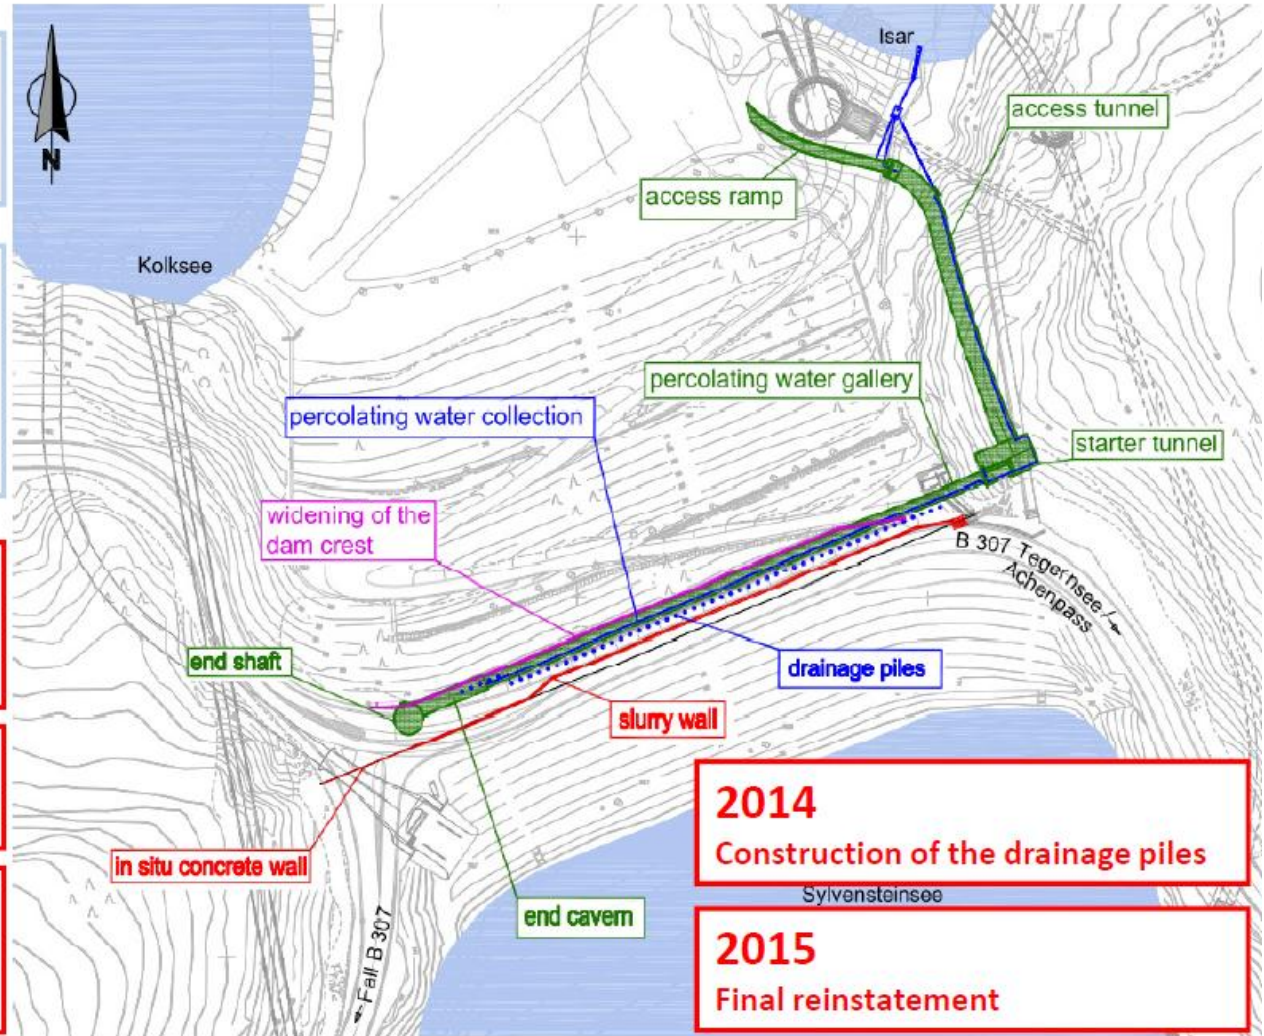 Isar
access tunnel
N
access ramp
Kolksee
percolating water gallery
percolating water collection
starter tunnel
widening of the
dam crest
B 307 Tegernsee /
Achenpass
end shaft
drainage piles
slurry wall
2014
Construction of the drainage piles
in situ concrete wall
Sylvensteinsee
end cavern
2015
Final reinstatement
Fall B 307